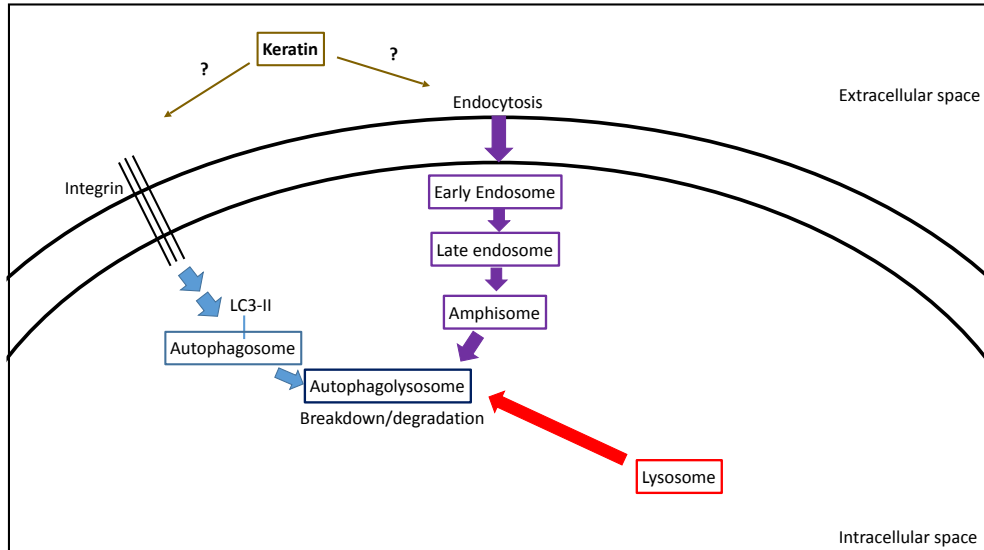 Keratin
?
?
Extracellular space
Endocytosis
Integrin
Early Endosome
Late endosome
LC3-II
Amphisome
Autophagosome
Autophagolysosome
Breakdown/degradation
Lysosome
Intracellular space